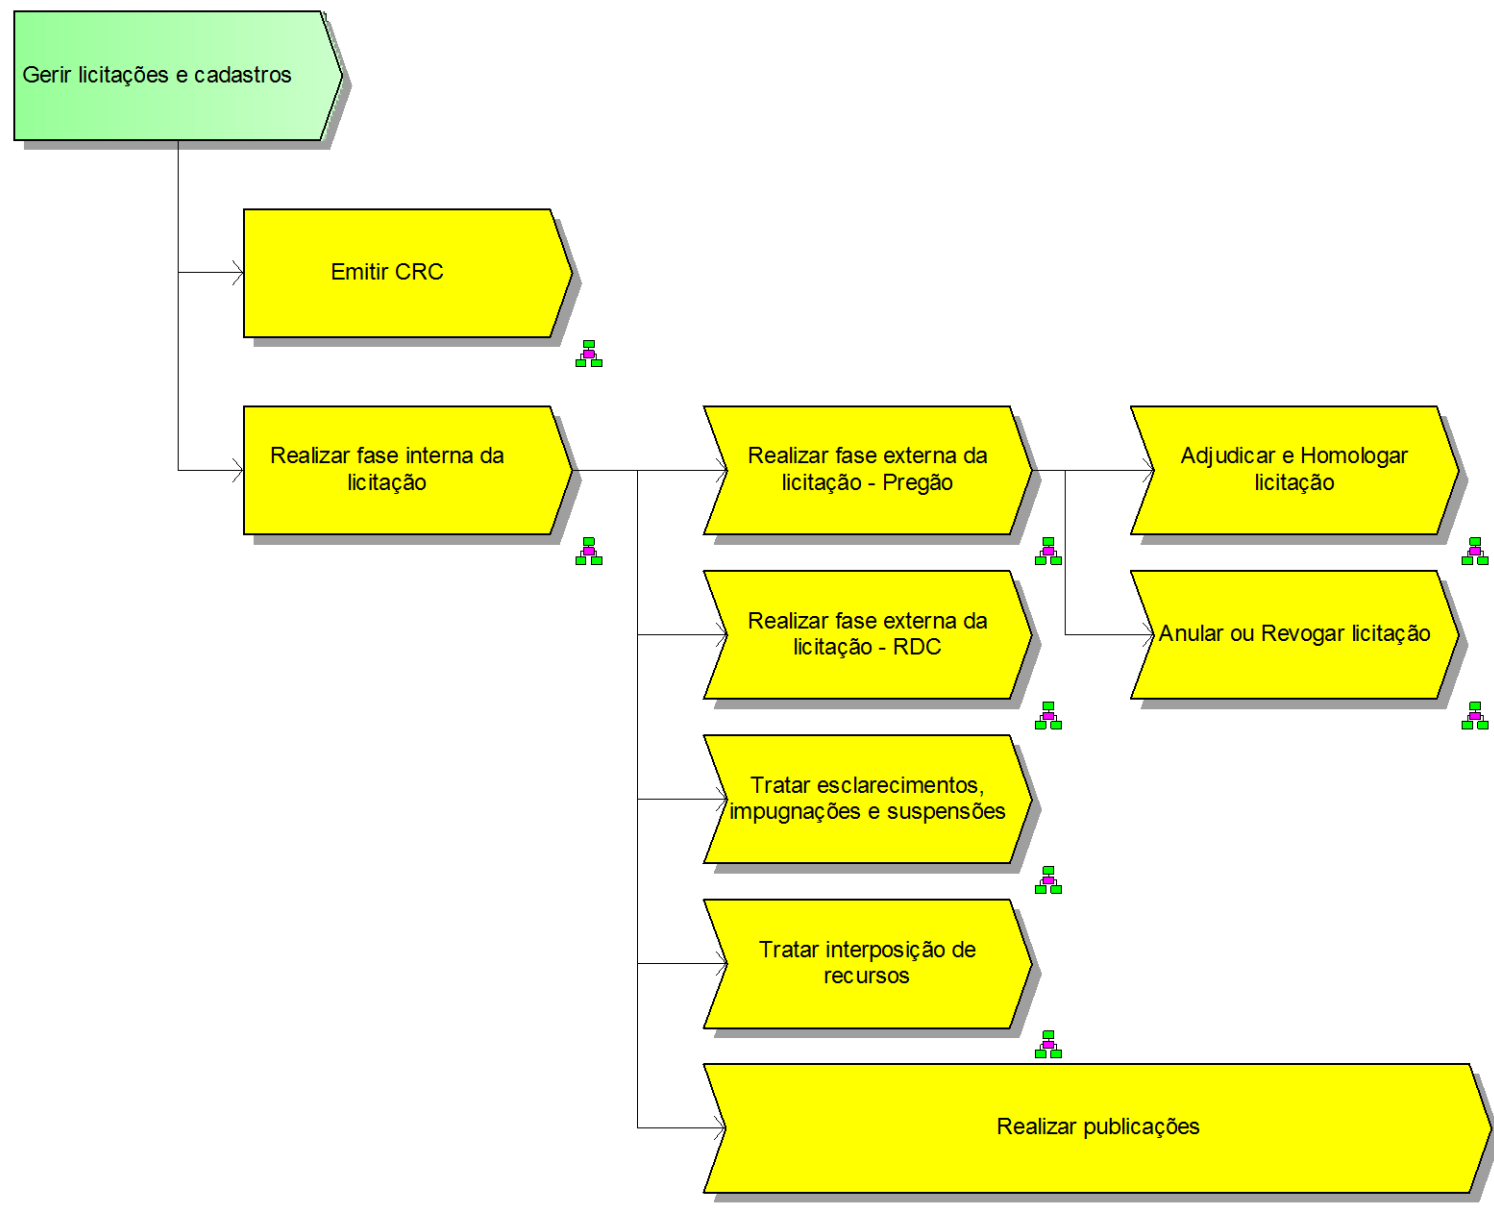 Gerir licitações e cadastros
Emitir CRC
Realizar fase interna da
licitação
Realizar fase externa da
licitação - Pregão
Adjudicar e Homologar
licitação
Realizar fase externa da
licitação - RDC
Anular ou Revogar licitação
Tratar esclarecimentos,
impugnações e suspensões
Tratar interposição de
recursos
Realizar publicações